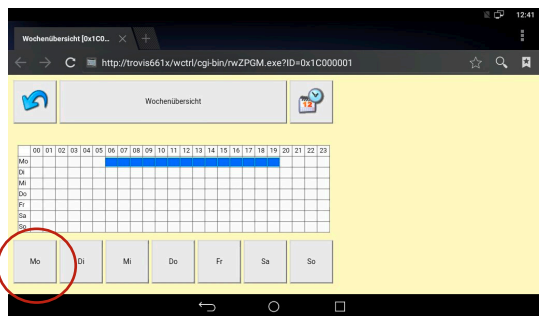 12:41
Wochenübersicht [0x1C0...
http://trovis661x/wctrl/cgi-bin/rwZPGM.exe?ID=0x1C000001
Wochenübersicht
12
00 01 02 03 04 05 06 07 08 09 10 11 12 13 14 15 16 17 18 19 20 21 22 23
Mo
Di
Mi
Do
Fr
Sa
So
Mo Di Mi Do Fr Sa So